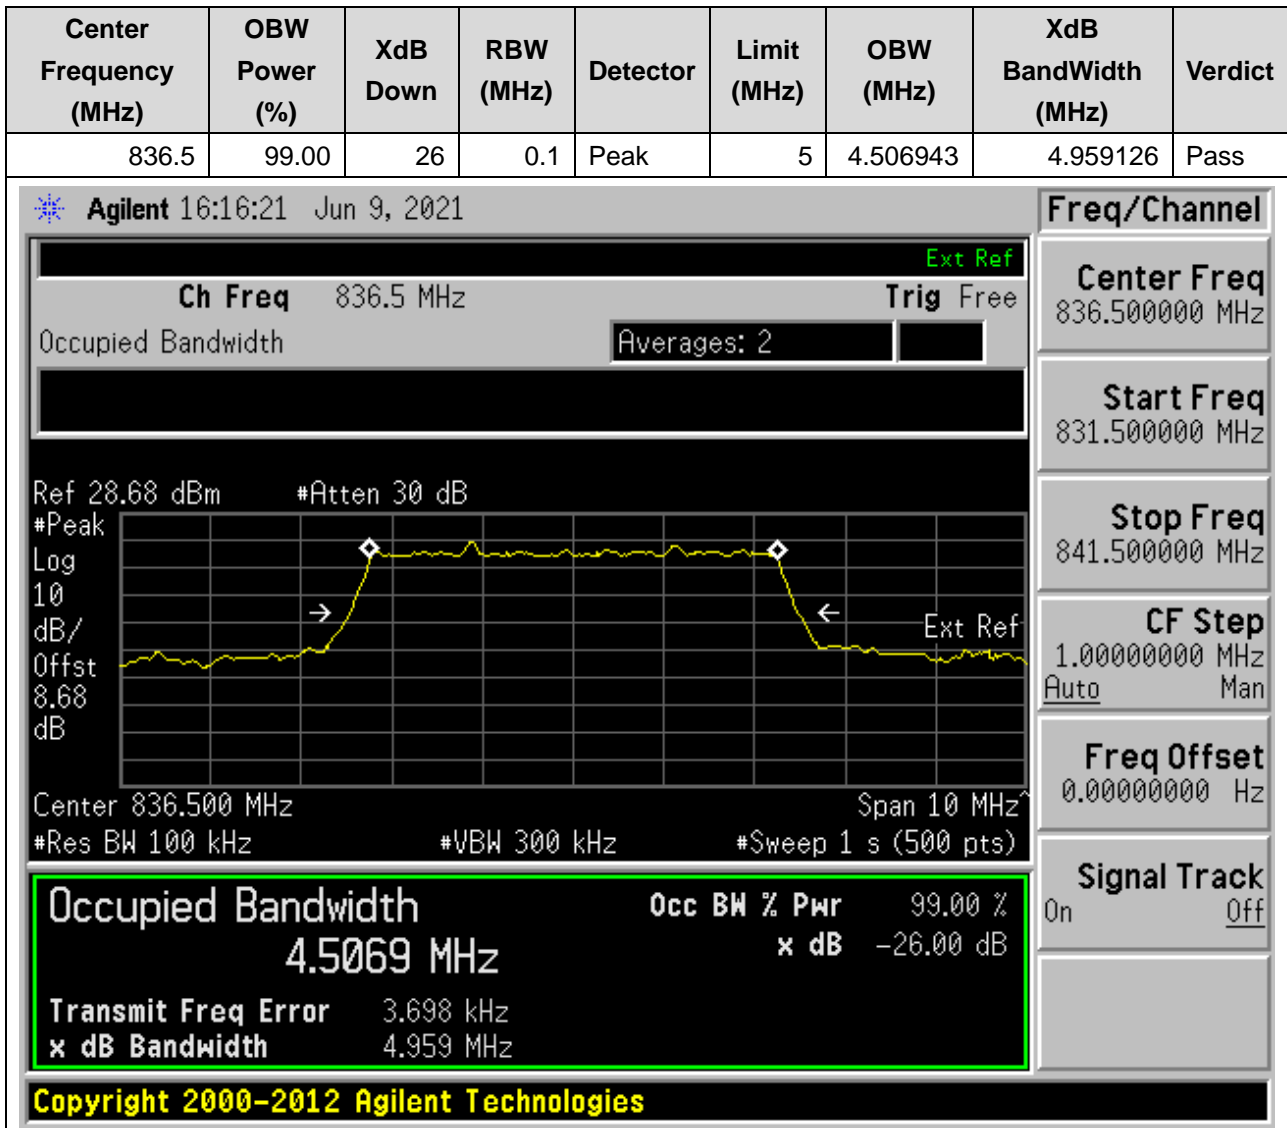 Center Frequency (MHz) OBW Power (%) XdB Down RBW (MHz) Detector Limit (MHz) OBW (MHz) XdB BandWidth (MHz) Verdict
836.5 99.00 26 0.1 Peak 5 4.506943 4.959126 Pass
Agilent 16:16:21 Jun 9, 2021
Freq/Channel
Ext Ref
Ch Freq 836.5 MHz Trig Free
Occupied Bandwidth Averages: 2
Ref 28.68 dBm #Atten 30 dB
#Peak
Log
10
dB/
Offst
8.68
dB
Ext Ref
Center 836.500 MHz Span 10 MHz^
#Res BW 100 kHz #VBW 300 kHz #Sweep 1 s (500 pts)
Occupied Bandwidth Occ BW % Pwr 99.00 %
4.5069 MHz x dB -26.00 dB
Transmit Freq Error 3.698 kHz
x dB Bandwidth 4.959 MHz
Center Freq
836.500000 MHz
Start Freq
831.500000 MHz
Stop Freq
841.500000 MHz
CF Step
1.00000000 MHz
Auto Man
Freq Offset
0.00000000 Hz
Signal Track
On Off
Copyright 2000-2012 Agilent Technologies